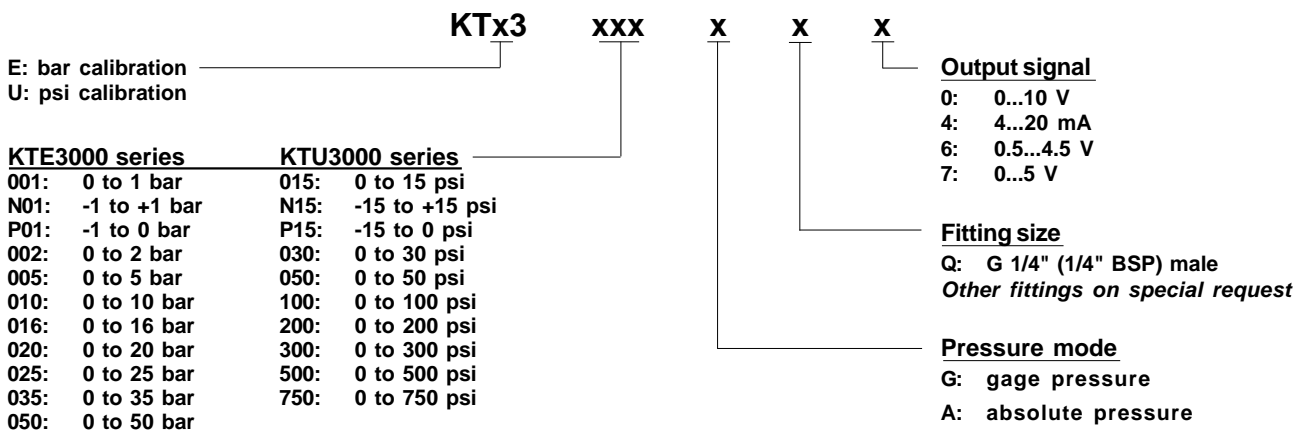 KTx3 xxx x x x
E: bar calibration
U: psi calibration
KTE3000 series KTU3000 series
001: 0 to 1 bar 015: 0 to 15 psi
N01: -1 to +1 bar N15: -15 to +15 psi
P01: -1 to 0 bar P15: -15 to 0 psi
002: 0 to 2 bar 030: 0 to 30 psi
005: 0 to 5 bar 050: 0 to 50 psi
010: 0 to 10 bar 100: 0 to 100 psi
016: 0 to 16 bar 200: 0 to 200 psi
020: 0 to 20 bar 300: 0 to 300 psi
025: 0 to 25 bar 500: 0 to 500 psi
035: 0 to 35 bar 750: 0 to 750 psi
050: 0 to 50 bar
Output signal
0: 0...10 V
4: 4...20 mA
6: 0.5...4.5 V
7: 0...5 V
Fitting size
Q: G 1/4" (1/4" BSP) male
Other fittings on special request
Pressure mode
G: gage pressure
A: absolute pressure